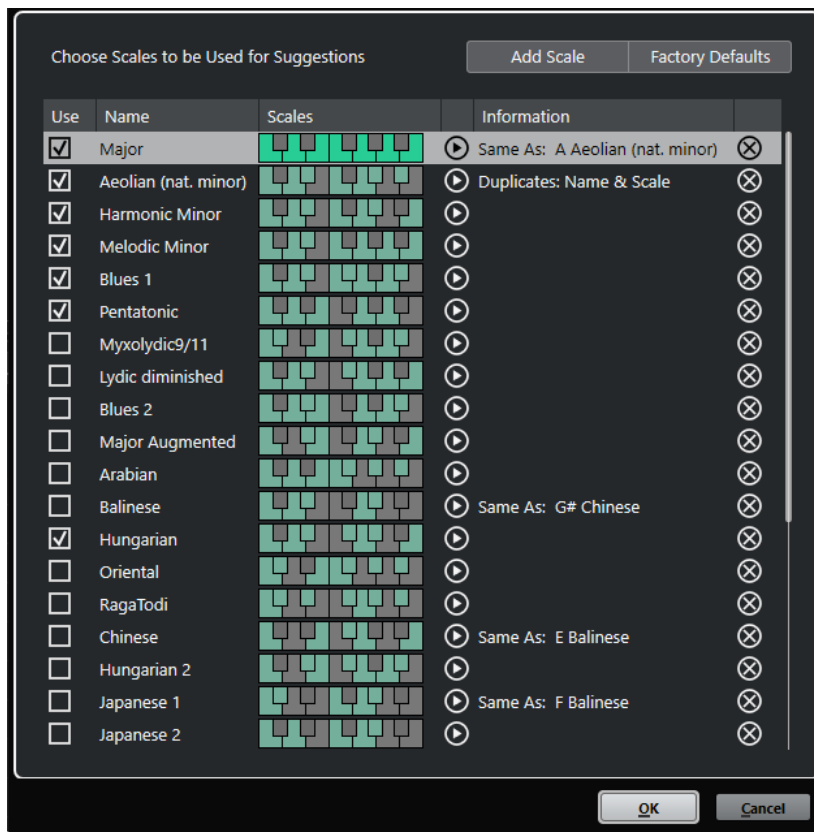 Choose Scales to be Used for Suggestions Add Scale Factory Defaults
Use Name Scales Information
Major Same As: A Aeolian (nat. minor)
Aeolian (nat. minor) Duplicates: Name & Scale
Harmonic Minor
Melodic Minor
Blues 1
Pentatonic
Myxolydic9/11
Lydic diminished
Blues 2
Major Augmented
Arabian
Balinese Same As: G# Chinese
Hungarian
Oriental
RagaTodi
Chinese Same As: E Balinese
Hungarian 2
Japanese 1 Same As: F Balinese
Japanese 2
OK Cancel